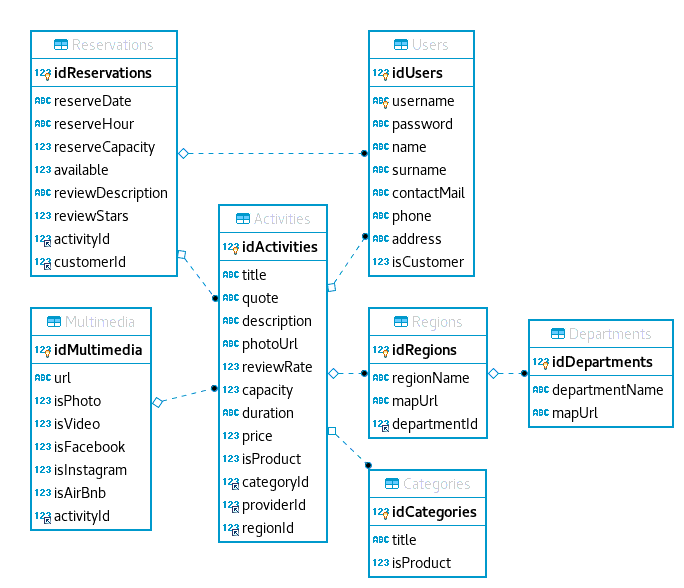 Reservations
123 idReservations
ABC reserveDate
ABC reserveHour
123 reserveCapacity
123 available
ABC reviewDescription
123 reviewStars
123 activityId
123 customerId
Users
123 idUsers
ABC username
ABC password
ABC name
ABC surname
ABC contactMail
ABC phone
ABC address
123 isCustomer
Activities
123 idActivities
ABC title
ABC quote
ABC description
ABC photoUrl
123 reviewRate
123 capacity
ABC duration
123 price
123 isProduct
123 categoryId
123 providerId
123 regionId
Multimedia
123 idMultimedia
ABC url
123 isPhoto
123 isVideo
123 isFacebook
123 isInstagram
123 isAirBnb
123 activityId
Regions
123 idRegions
ABC regionName
ABC mapUrl
123 departmentId
Departments
123 idDepartments
ABC departmentName
ABC mapUrl
Categories
123 idCategories
ABC title
123 isProduct